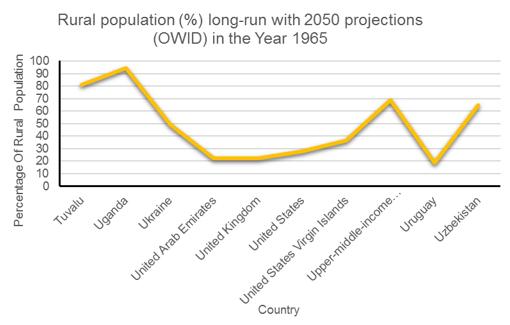 Rural population (%) long-run with 2050 projections
(OWID) in the Year 1965
Percentage Of Rural  Population
100
90
80
70
60
50
40
30
20
10
0
Tuvalu
Uganda
Ukraine
United Arab Emirates
United Kingdom
United States
United States Virgin Islands
Upper-middle-income…
Uruguay
Uzbekistan
Country